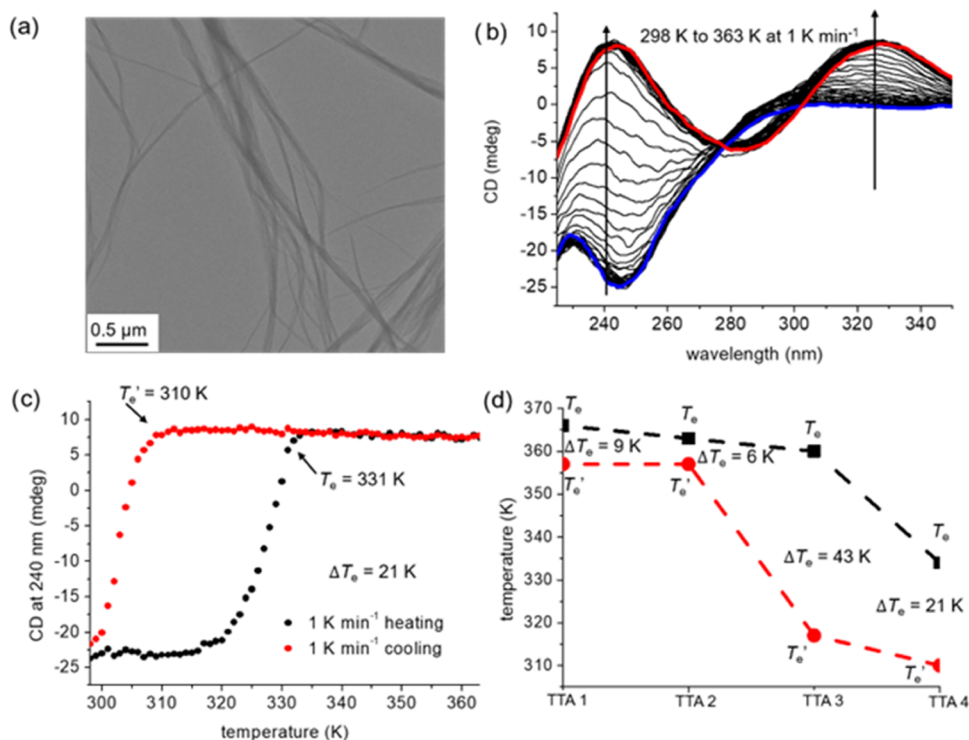 (a)
0.5 µm
(b)
298 K to 363 K at 1 K min⁻¹
10
5
0
-5
-10
-15
-20
-25
CD (mdeg)
240
260
280
300
320
340
wavelength (nm)
(c)
Te' = 310 K
10
5
0
-5
-10
-15
-20
-25
CD at 240 nm (mdeg)
Te = 331 K
ΔTe = 21 K
1 K min⁻¹ heating
1 K min⁻¹ cooling
300
310
320
330
340
350
360
temperature (K)
(d)
370
360
350
340
330
320
310
temperature (K)
Te
Te
Te
Te
ΔTe = 9 K
ΔTe = 6 K
Te'
Te'
ΔTe = 43 K
ΔTe = 21 K
Te'
Te'
TTA 1
TTA 2
TTA 3
TTA 4